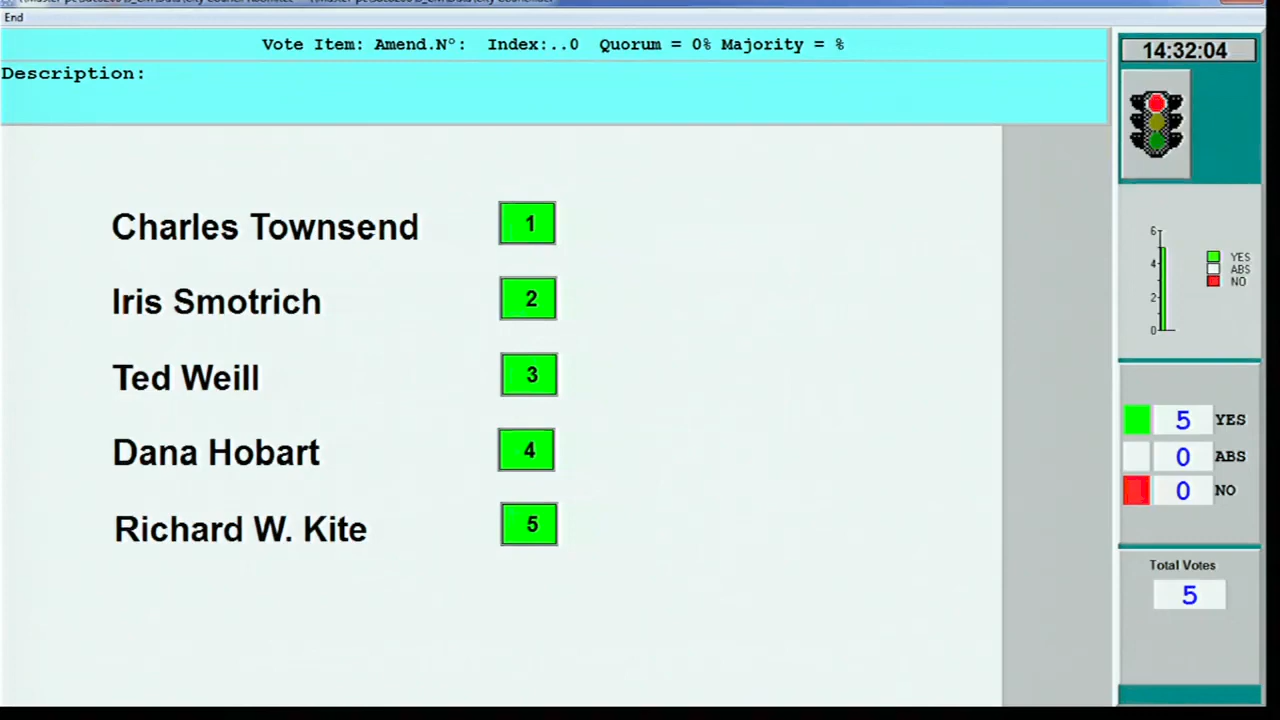 End
Vote Item: Amend.N°: Index:..0 Quorum = 0% Majority = %
14:32:04
Description:
Charles Townsend 1
Iris Smotrich 2
Ted Weill 3
Dana Hobart 4
Richard W. Kite 5
6
4
2
0
YES
ABS
NO
5 YES
0 ABS
0 NO
Total Votes
5